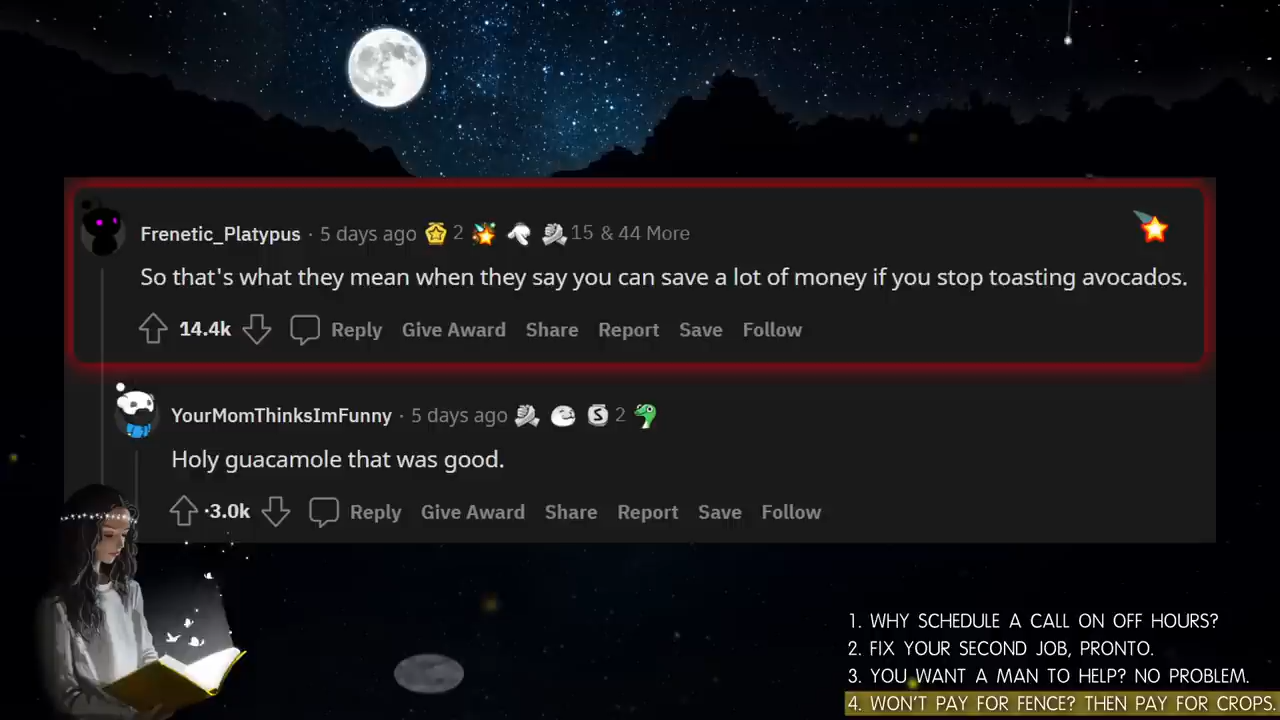 Frenetic_Platypus · 5 days ago 2 15 & 44 More
So that's what they mean when they say you can save a lot of money if you stop toasting avocados.
14.4k Reply Give Award Share Report Save Follow
YourMomThinksImFunny · 5 days ago S 2
Holy guacamole that was good.
3.0k Reply Give Award Share Report Save Follow
1. WHY SCHEDULE A CALL ON OFF HOURS?
2. FIX YOUR SECOND JOB, PRONTO.
3. YOU WANT A MAN TO HELP? NO PROBLEM.
4. WON'T PAY FOR FENCE? THEN PAY FOR CROPS.